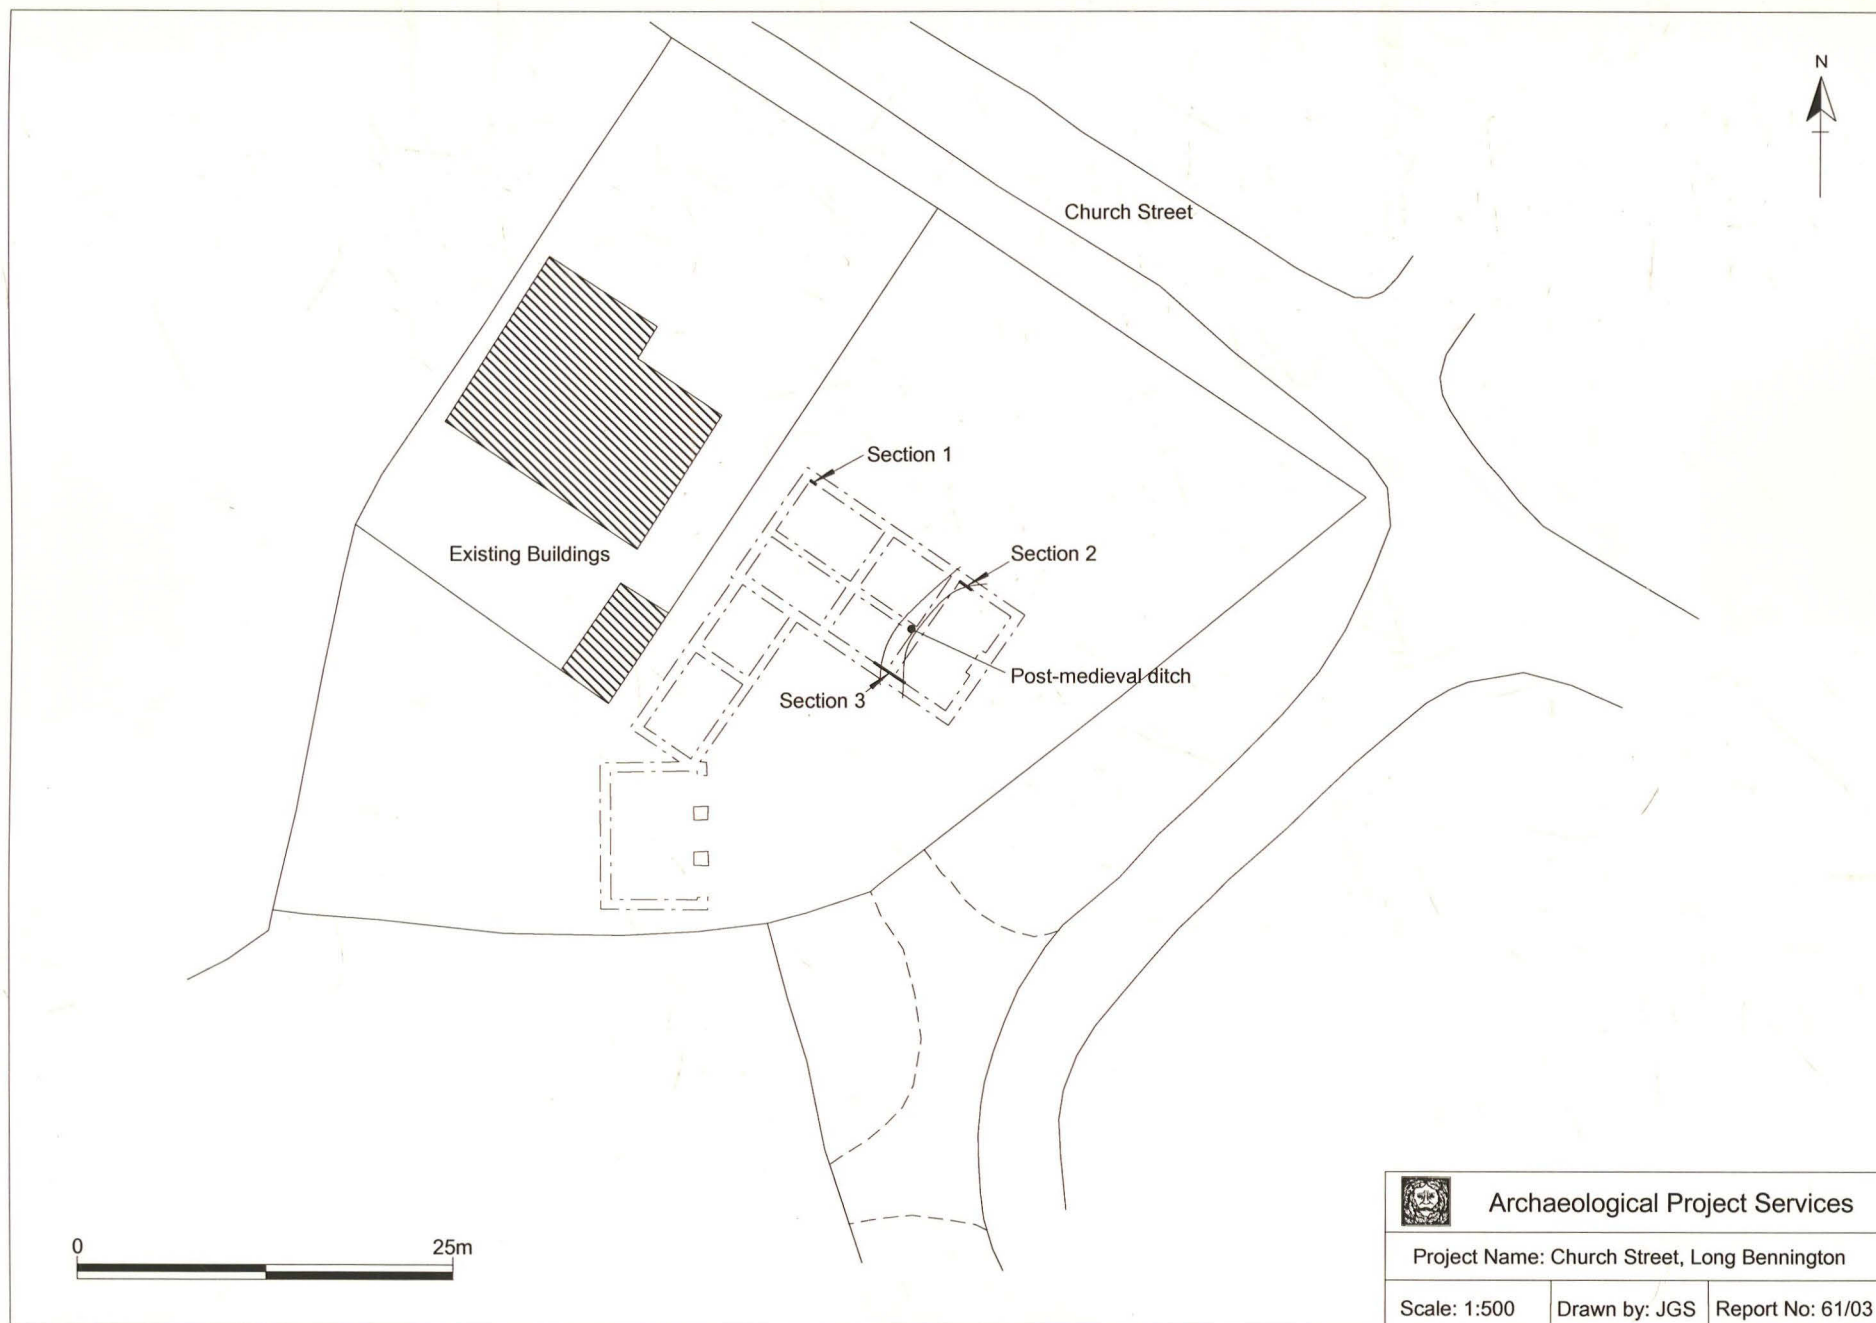 N
Church Street
Section 1
Existing Buildings
Section 2
Post-medieval ditch
Section 3
0 25m
Archaeological Project Services
Project Name: Church Street, Long Bennington
Scale: 1:500 Drawn by: JGS Report No: 61/03